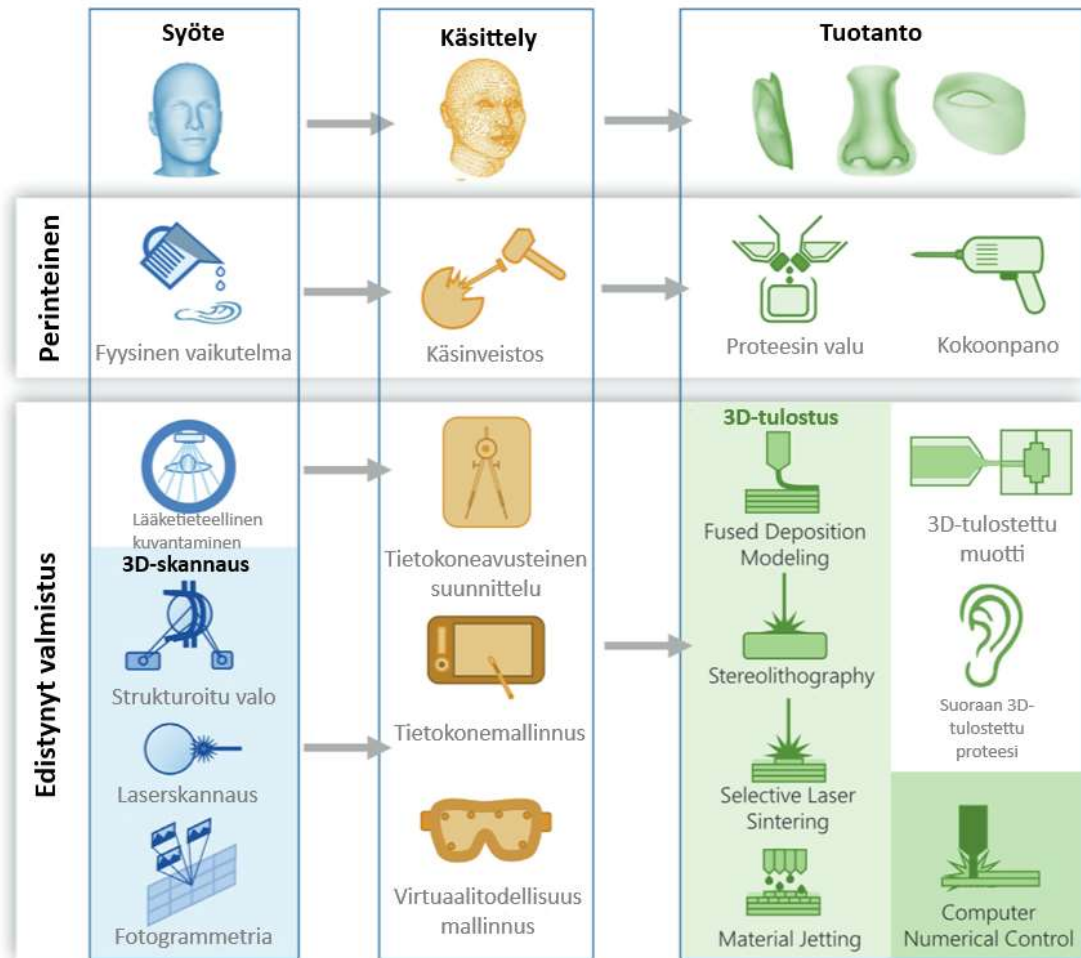 Syöte
Käsittely
Tuotanto
Perinteinen
Fyysinen vaikutelma
Käsinveistos
Proteesin valu
Kokoonpano
Edistynyt valmistus
Lääketieteellinen
kuvantaminen
3D-skannaus
Strukturoitu valo
Laserskannaus
Fotogrammetria
Tietokoneavusteinen
suunnittelu
Tietokonemallinnus
Virtuaalitodellisuus
mallinnus
3D-tulostus
Fused Deposition
Modeling
Stereolithography
Selective Laser
Sintering
Material Jetting
3D-tulostettu
muotti
Suoraan 3D-
tulostettu
proteesi
Computer
Numerical Control